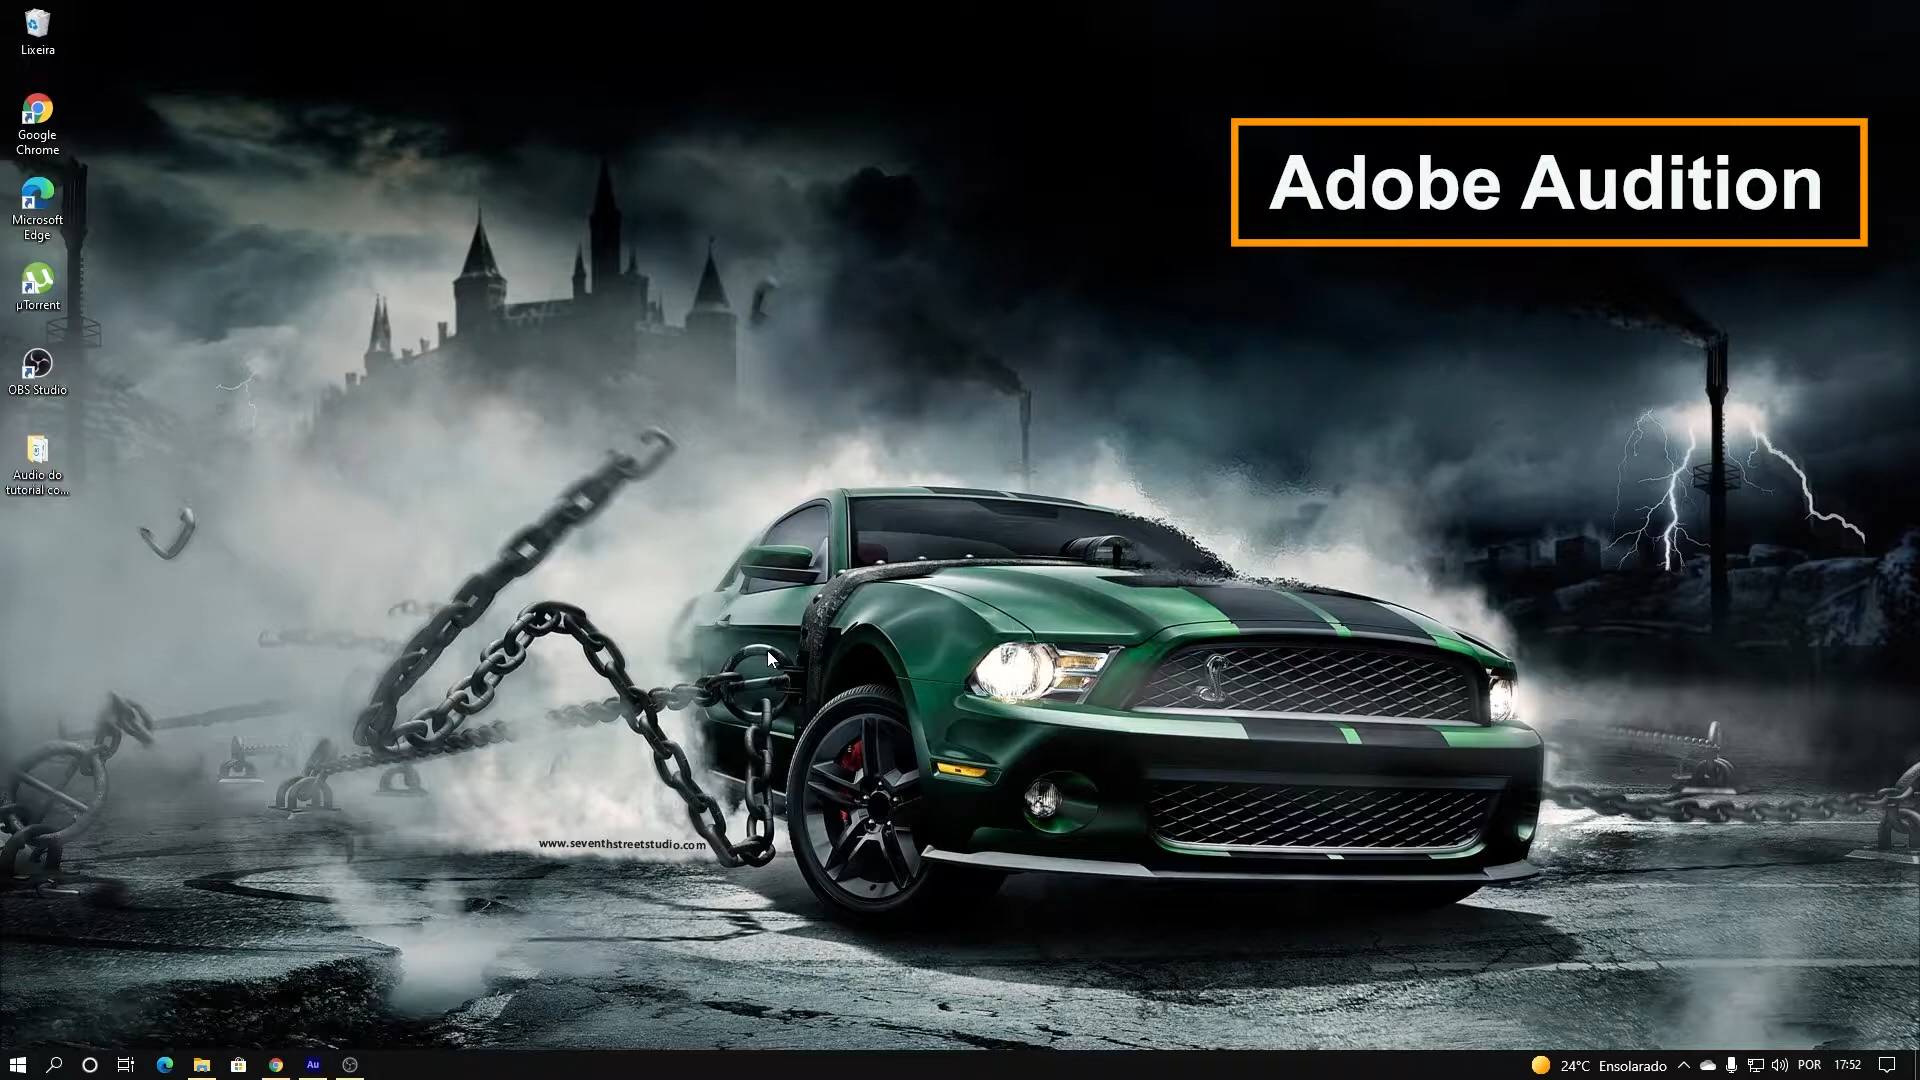 Lixeira
Google
Chrome
Microsoft
Edge
µTorrent
OBS Studio
Audio do
tutorial co...
Adobe Audition
www.seventhstreetstudio.com
Au
24°C Ensolarado
POR
17:52